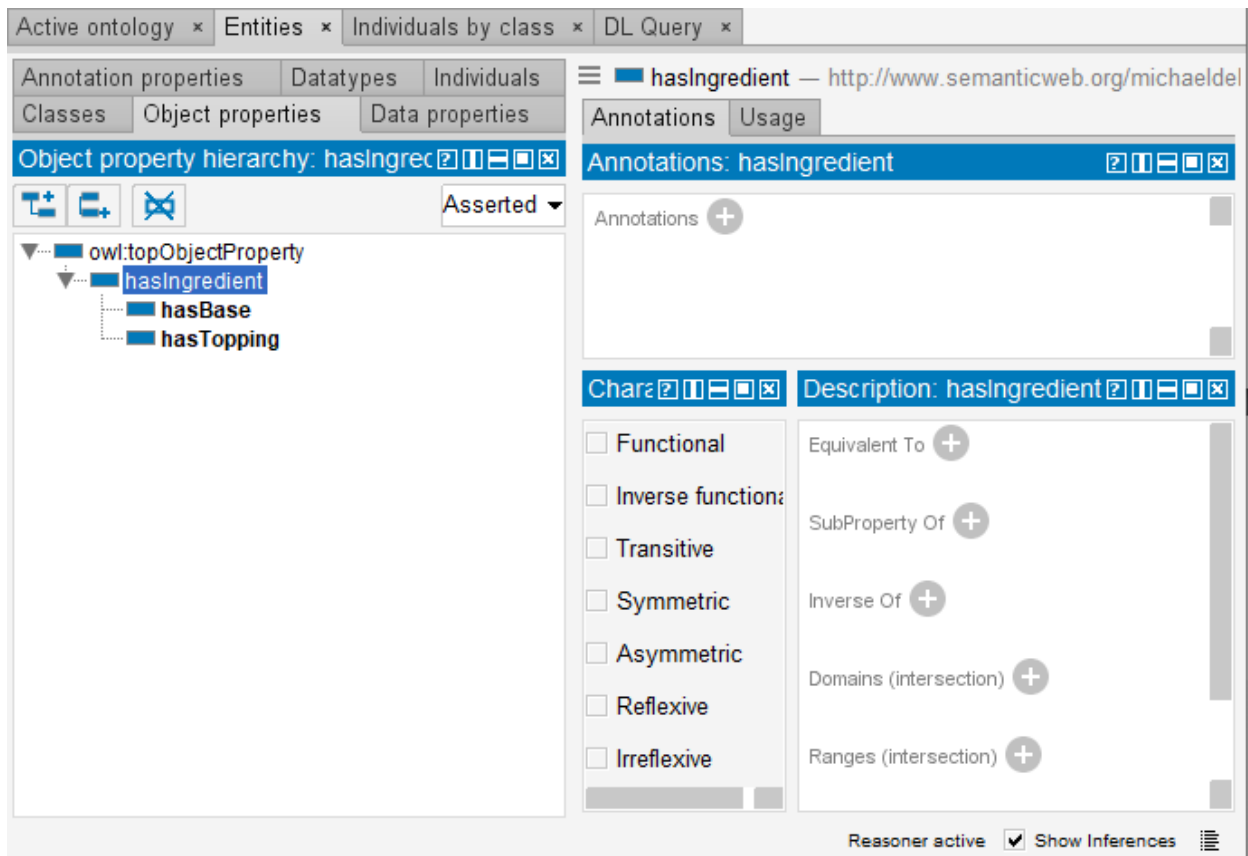 Active ontology × Entities × Individuals by class × DL Query ×
Annotation properties Datatypes Individuals
Classes Object properties Data properties
Object property hierarchy: hasIngrec
Asserted
owl:topObjectProperty
hasIngredient
hasBase
hasTopping
hasIngredient — http://www.semanticweb.org/michaeldel
Annotations Usage
Annotations: hasIngredient
Annotations
Chara
Functional
Inverse functiona
Transitive
Symmetric
Asymmetric
Reflexive
Irreflexive
Description: hasIngredient
Equivalent To
SubProperty Of
Inverse Of
Domains (intersection)
Ranges (intersection)
Reasoner active Show Inferences